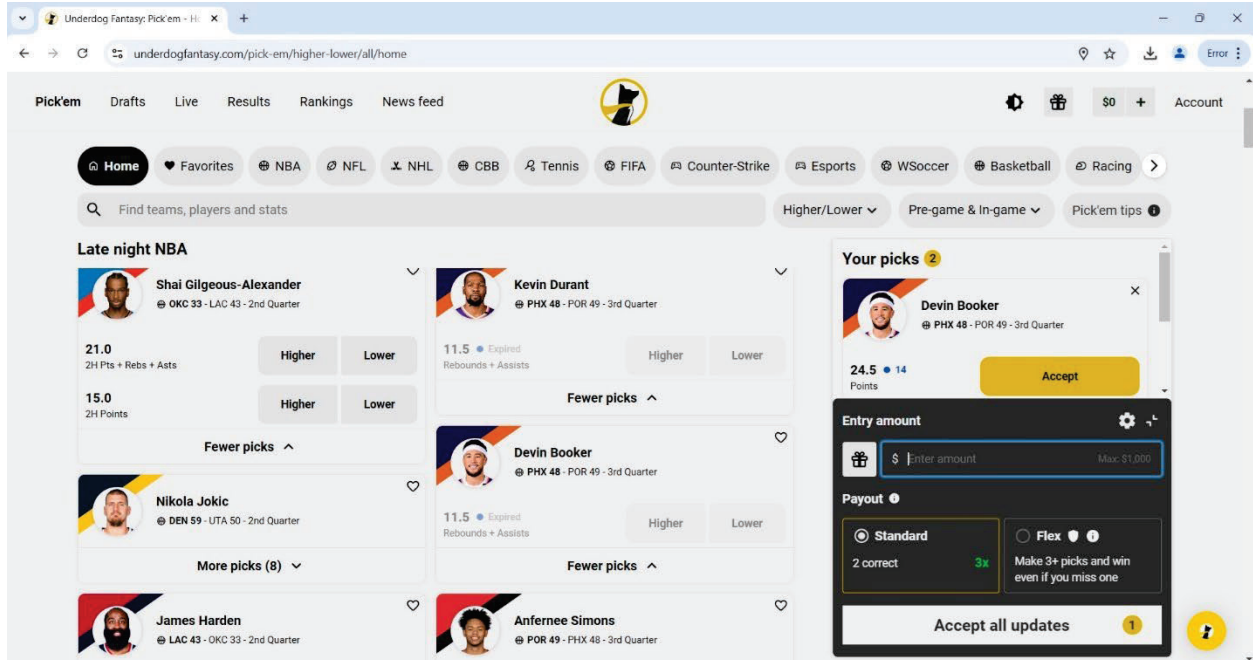 Underdog Fantasy: Pick'em - Ho
underdogfantasy.com/pick-em/higher-lower/all/home
Error
Pick'em Drafts Live Results Rankings News feed
$0 + Account
Home Favorites NBA NFL NHL CBB Tennis FIFA Counter-Strike Esports WSoccer Basketball Racing
Find teams, players and stats
Higher/Lower Pre-game & In-game Pick'em tips
Late night NBA
Shai Gilgeous-Alexander
OKC 33 - LAC 43 - 2nd Quarter
21.0
2H Pts + Rebs + Asts
Higher Lower
15.0
2H Points
Higher Lower
Fewer picks
Nikola Jokic
DEN 59 - UTA 50 - 2nd Quarter
More picks (8)
James Harden
LAC 43 - OKC 33 - 2nd Quarter
Kevin Durant
PHX 48 - POR 49 - 3rd Quarter
11.5 Expired
Rebounds + Assists
Higher Lower
Fewer picks
Devin Booker
PHX 48 - POR 49 - 3rd Quarter
11.5 Expired
Rebounds + Assists
Higher Lower
Fewer picks
Anfernee Simons
POR 49 - PHX 48 - 3rd Quarter
Your picks 2
Devin Booker
PHX 48 - POR 49 - 3rd Quarter
24.5 14
Points
Accept
Entry amount
$ Enter amount Max: $1,000
Payout
Standard
2 correct 3x
Flex
Make 3+ picks and win
even if you miss one
Accept all updates 1